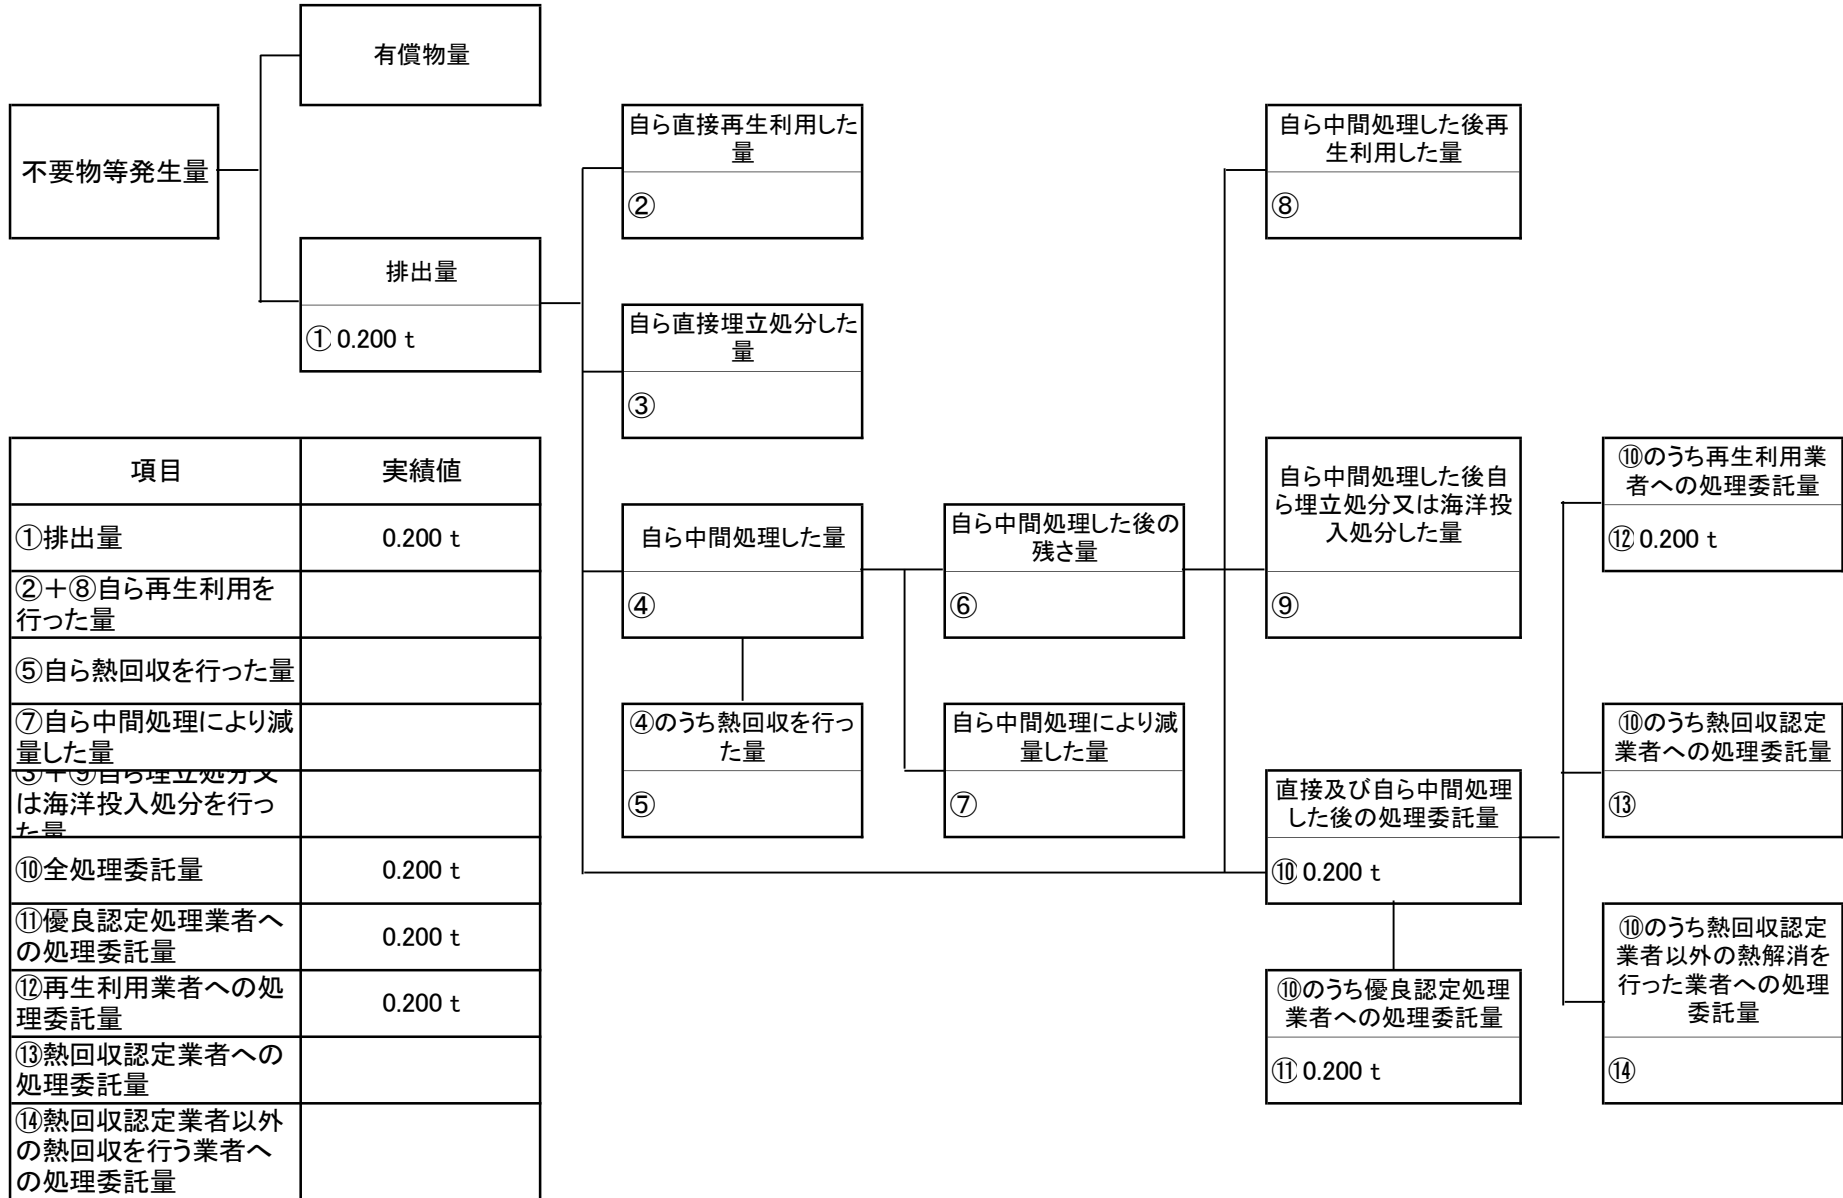 有償物量
不要物等発生量
排出量
① 0.200 t
自ら直接再生利用した
量
②
自ら直接埋立処分した
量
③
自ら中間処理した量
④
④のうち熱回収を行っ
た量
⑤
自ら中間処理した後の
残さ量
⑥
自ら中間処理により減
量した量
⑦
自ら中間処理した後再
生利用した量
⑧
自ら中間処理した後自
ら埋立処分又は海洋投
入処分した量
⑨
直接及び自ら中間処理
した後の処理委託量
⑩ 0.200 t
⑩のうち優良認定処理
業者への処理委託量
⑪ 0.200 t
⑩のうち再生利用業
者への処理委託量
⑫ 0.200 t
⑩のうち熱回収認定
業者への処理委託量
⑬
⑩のうち熱回収認定
業者以外の熱解消を
行った業者への処理
委託量
⑭
項目 実績値
①排出量 0.200 t
②＋⑧自ら再生利用を
行った量
⑤自ら熱回収を行った量
⑦自ら中間処理により減
量した量
③＋⑨自ら埋立処分又
は海洋投入処分を行っ
た量
⑩全処理委託量 0.200 t
⑪優良認定処理業者へ
の処理委託量 0.200 t
⑫再生利用業者への処
理委託量 0.200 t
⑬熱回収認定業者への
処理委託量
⑭熱回収認定業者以外
の熱回収を行う業者へ
の処理委託量